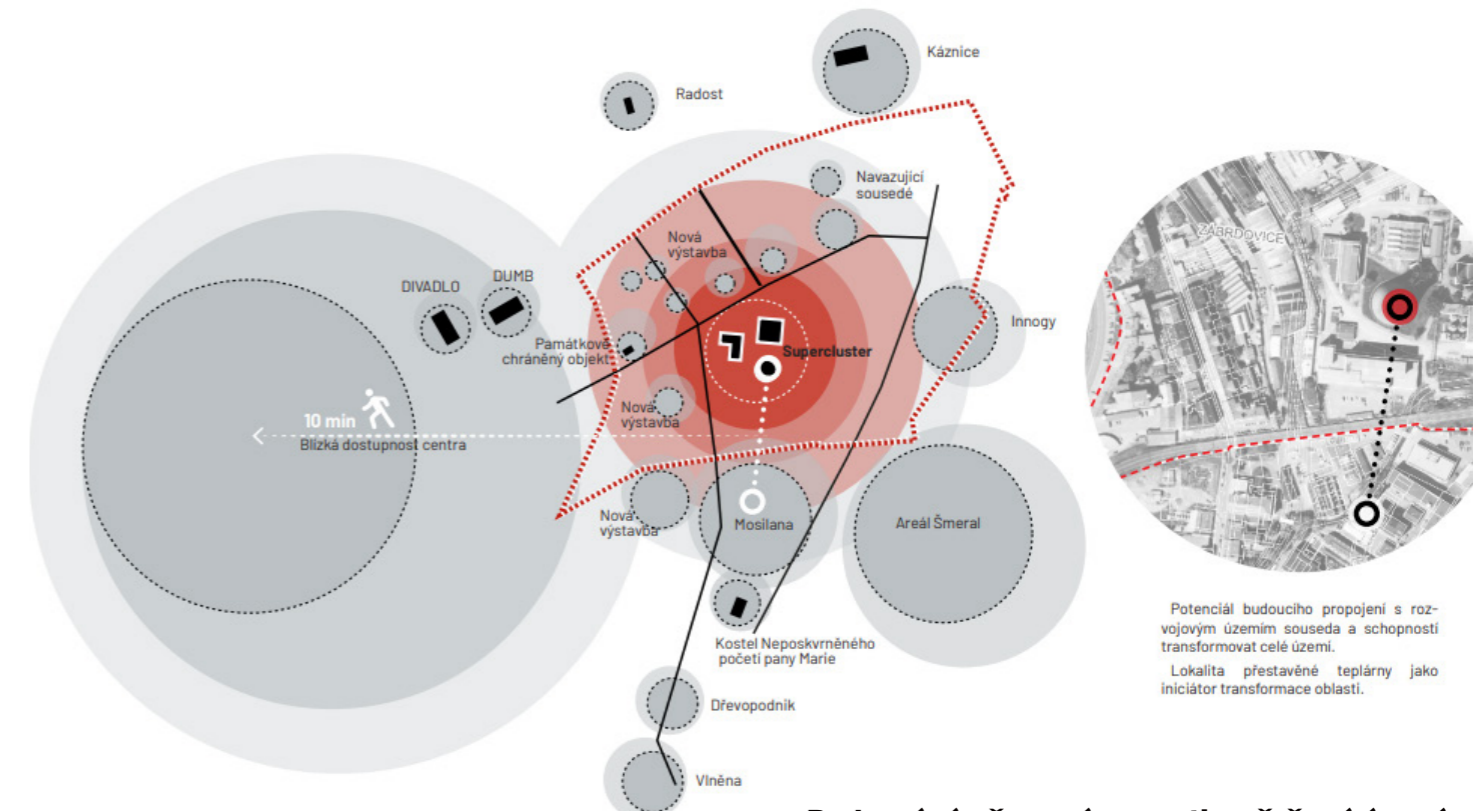 Káznice
Radost
Navazující
sousedé
Nová
výstavba
DIVADLO
DUMB
Památkově
chráněný objekt
Supercluster
Innogy
10 min
Blízká dostupnost centra
Nová
výstavba
Nová
výstavba
Mosilana
Areál Šmeral
Kostel Neposkvrněného
početí pany Marie
Dřevopodnik
Vlněna
ZÁBRDOVICE
Potenciál budoucího propojení s roz-
vojovým územím souseda a schopností
transformovat celé území.
Lokalita přestavěné teplárny jako
iniciátor transformace oblasti.